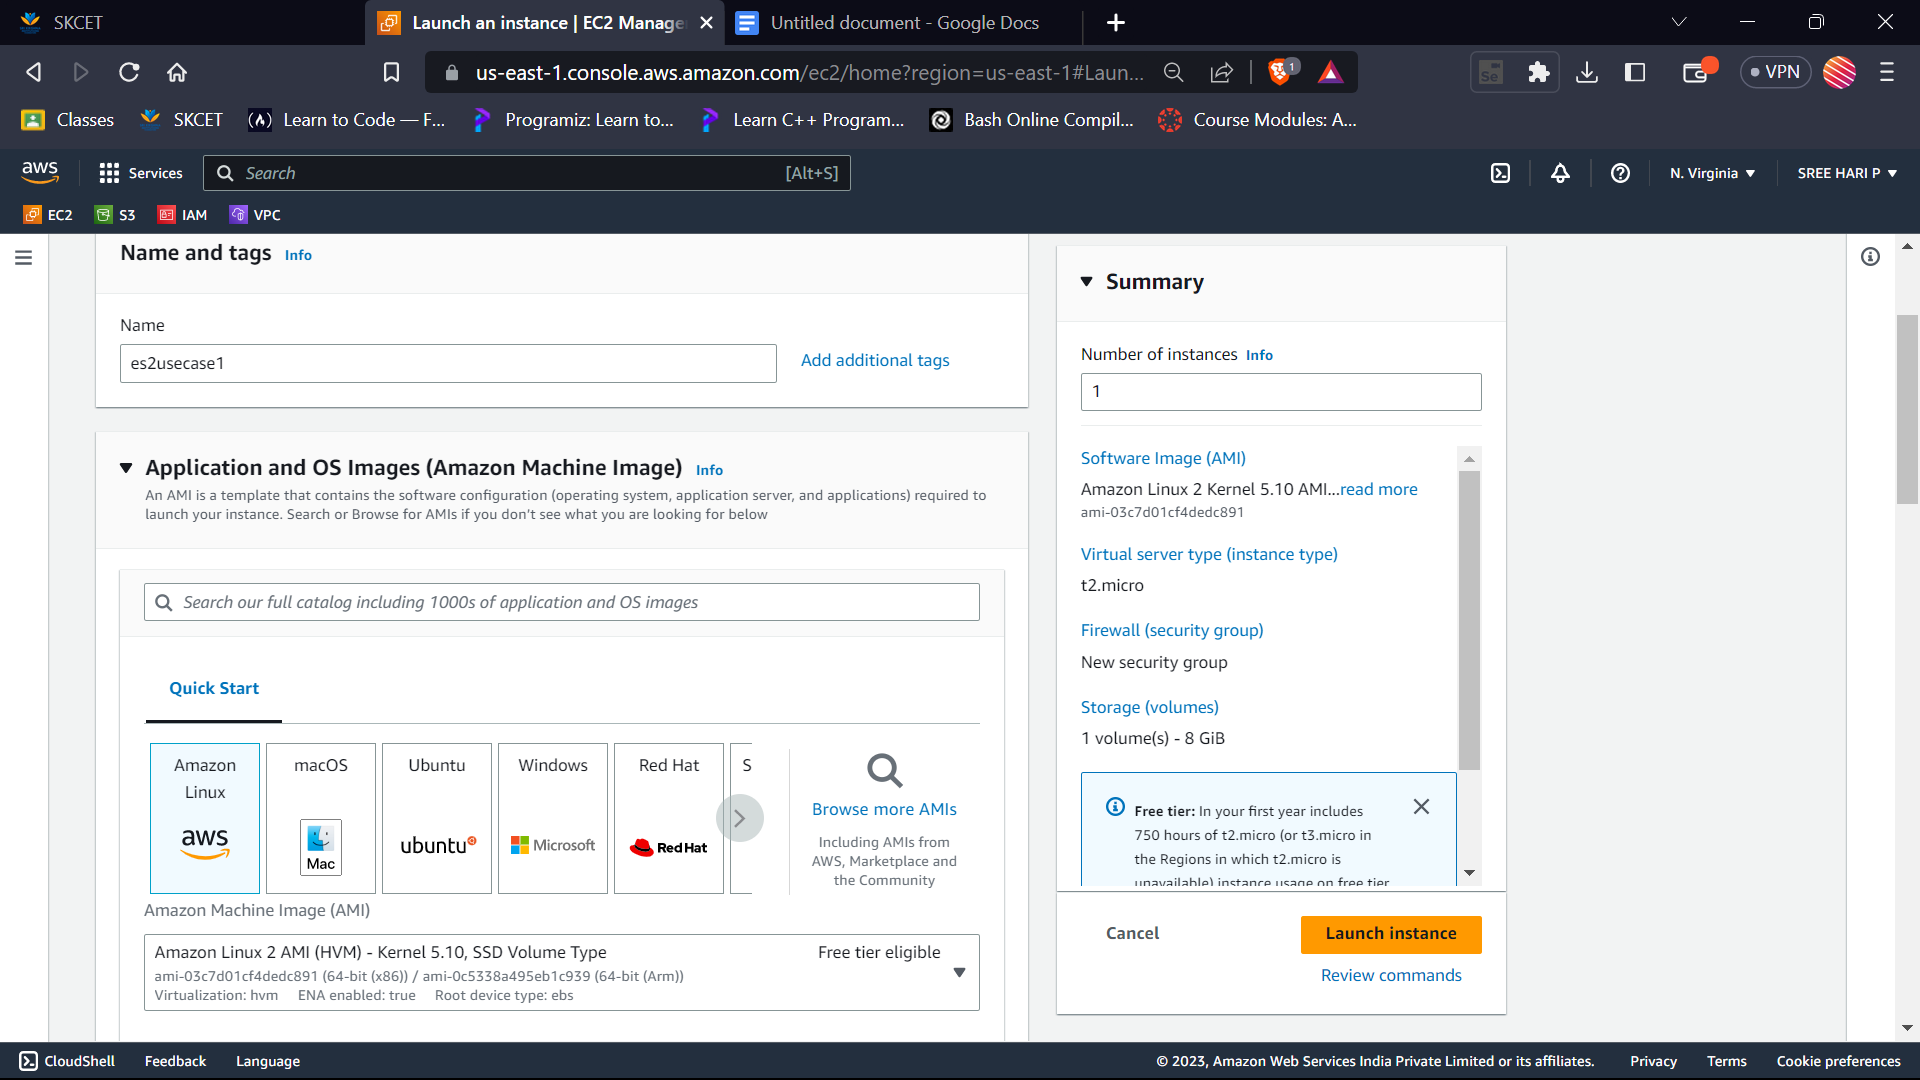 SKCET
Launch an instance | EC2 Manage
Untitled document - Google Docs
us-east-1.console.aws.amazon.com/ec2/home?region=us-east-1#Laun...
1
Se
VPN
Classes
SKCET
Learn to Code — F...
Programiz: Learn to...
Learn C++ Program...
Bash Online Compil...
Course Modules: A...
aws
Services
Search
[Alt+S]
N. Virginia
SREE HARI P
EC2
S3
IAM
VPC
Name and tags Info
Name
es2usecase1
Add additional tags
Application and OS Images (Amazon Machine Image) Info
An AMI is a template that contains the software configuration (operating system, application server, and applications) required to
launch your instance. Search or Browse for AMIs if you don't see what you are looking for below
Search our full catalog including 1000s of application and OS images
Quick Start
Amazon
Linux
aws
macOS
Mac
Ubuntu
ubuntu
Windows
Microsoft
Red Hat
Red Hat
S
Browse more AMIs
Including AMIs from
AWS, Marketplace and
the Community
Amazon Machine Image (AMI)
Amazon Linux 2 AMI (HVM) - Kernel 5.10, SSD Volume Type
Free tier eligible
ami-03c7d01cf4dedc891 (64-bit (x86)) / ami-0c5338a495eb1c939 (64-bit (Arm))
Virtualization: hvm ENA enabled: true Root device type: ebs
Summary
Number of instances Info
1
Software Image (AMI)
Amazon Linux 2 Kernel 5.10 AMI...read more
ami-03c7d01cf4dedc891
Virtual server type (instance type)
t2.micro
Firewall (security group)
New security group
Storage (volumes)
1 volume(s) - 8 GiB
Free tier: In your first year includes
750 hours of t2.micro (or t3.micro in
the Regions in which t2.micro is
unavailable) instance usage on free tier
Cancel
Launch instance
Review commands
CloudShell
Feedback
Language
© 2023, Amazon Web Services India Private Limited or its affiliates.
Privacy
Terms
Cookie preferences